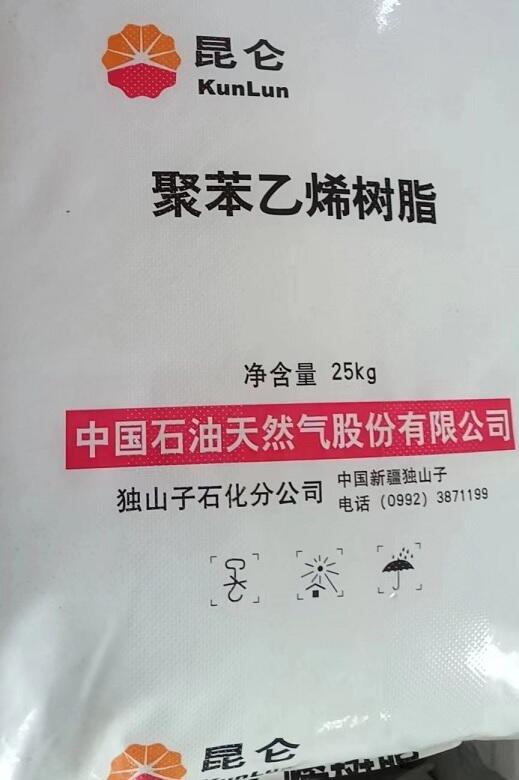 昆仑
KunLun
聚苯乙烯树脂
净含量 25kg
中国石油天然气股份有限公司
独山子石化分公司
中国新疆独山子
电话 (0992) 3871199
昆仑
KunLun